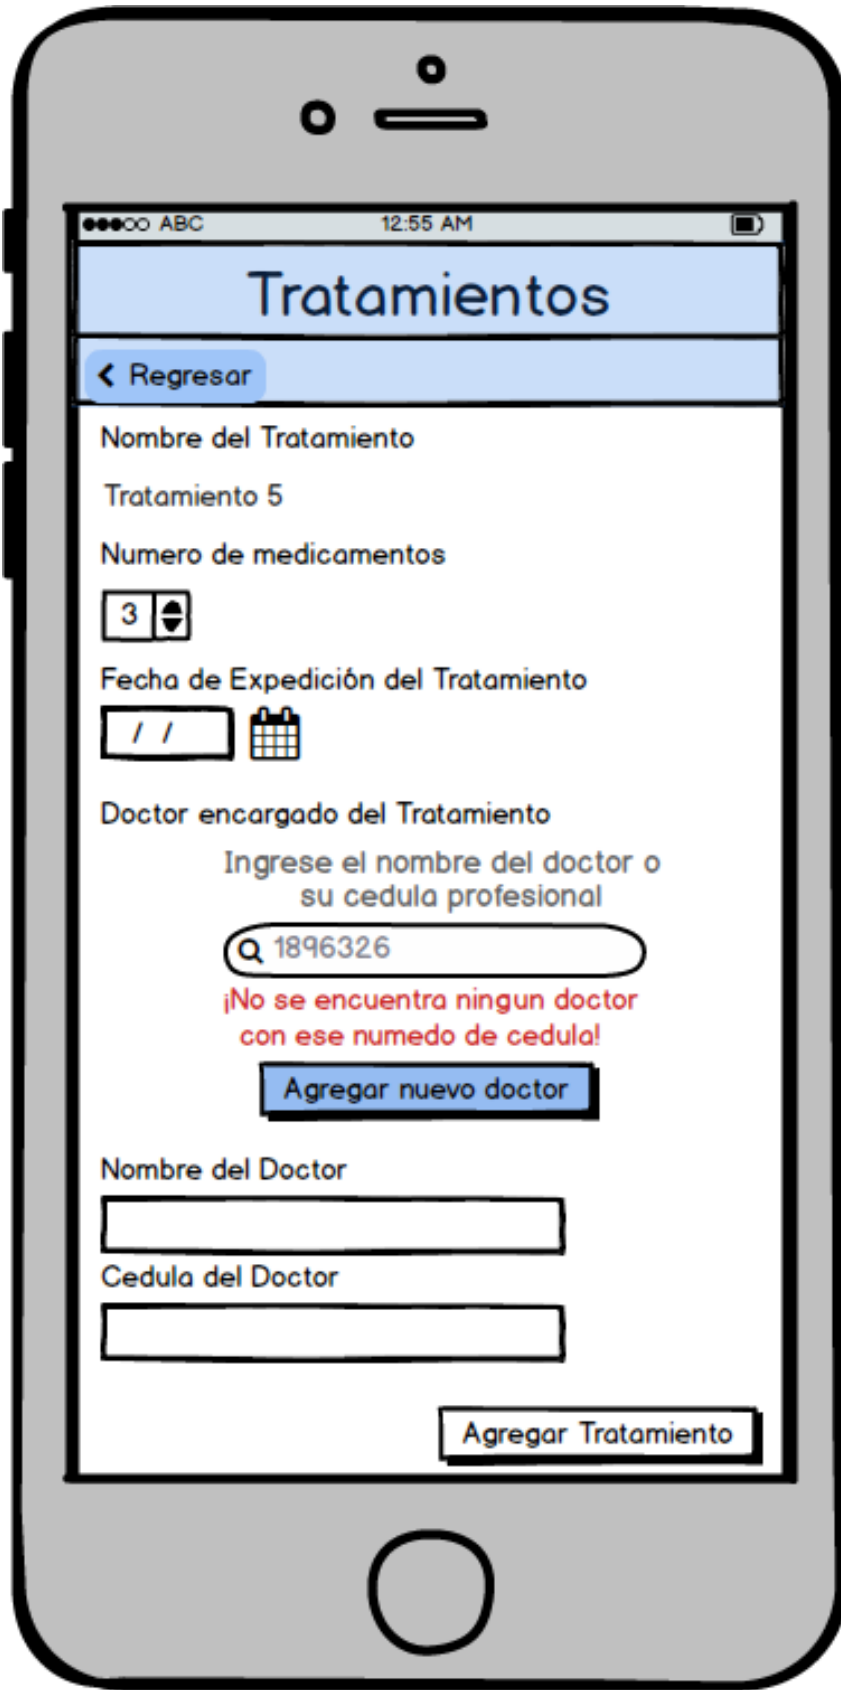 ABC 12:55 AM
Tratamientos
Regresar
Nombre del Tratamiento
Tratamiento 5
Numero de medicamentos
3
Fecha de Expedición del Tratamiento
/ /
Doctor encargado del Tratamiento
Ingrese el nombre del doctor o
su cedula profesional
1896326
¡No se encuentra ningun doctor
con ese numedo de cedula!
Agregar nuevo doctor
Nombre del Doctor
Cedula del Doctor
Agregar Tratamiento